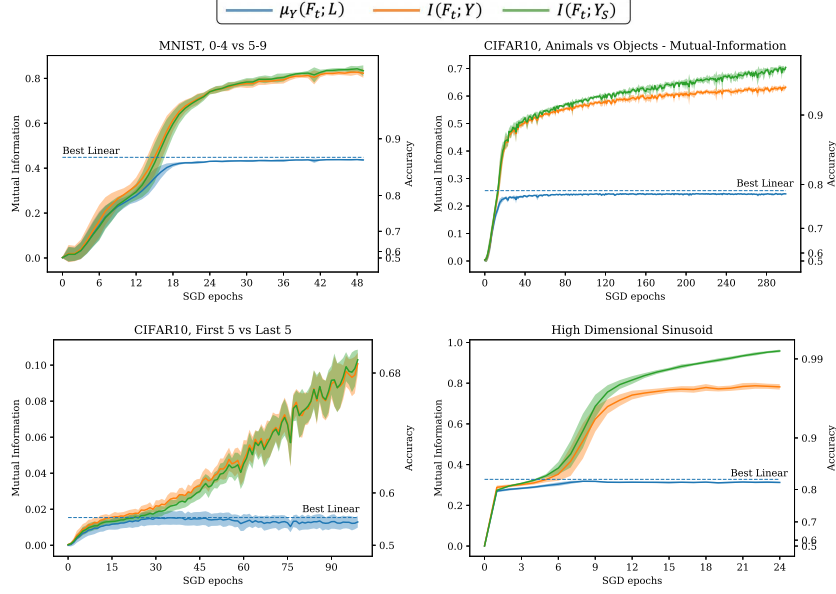 μ_Y(F_t; L) I(F_t; Y) I(F_t; Y_S)
MNIST, 0-4 vs 5-9
Mutual Information
0.8
0.6
0.4
0.2
0.0
Best Linear
0.9
0.8
0.7
0.6
0.5
Accuracy
0 6 12 18 24 30 36 42 48
SGD epochs
CIFAR10, Animals vs Objects - Mutual-Information
Mutual Information
0.7
0.6
0.5
0.4
0.3
0.2
0.1
0.0
Best Linear
0.9
0.8
0.7
0.6
0.5
Accuracy
0 40 80 120 160 200 240 280
SGD epochs
CIFAR10, First 5 vs Last 5
Mutual Information
0.10
0.08
0.06
0.04
0.02
0.00
Best Linear
0.68
0.6
0.5
Accuracy
0 15 30 45 60 75 90
SGD epochs
High Dimensional Sinusoid
Mutual Information
1.0
0.8
0.6
0.4
0.2
0.0
Best Linear
0.99
0.9
0.8
0.7
0.6
0.5
Accuracy
0 3 6 9 12 15 18 21 24
SGD epochs